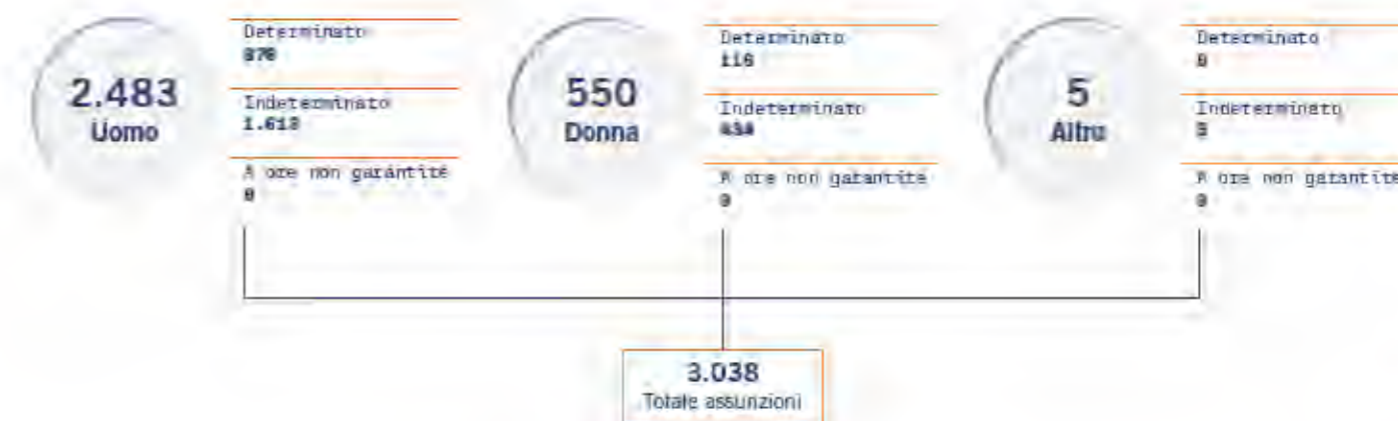 2.483
Uomo
Determinato
870
Indeterminato
1.613
A ore non garantite
0
550
Donna
Determinato
116
Indeterminato
434
A ore non garantite
0
5
Altro
Determinato
0
Indeterminato
A ore non garantite
0
3.038
Totale assunzioni